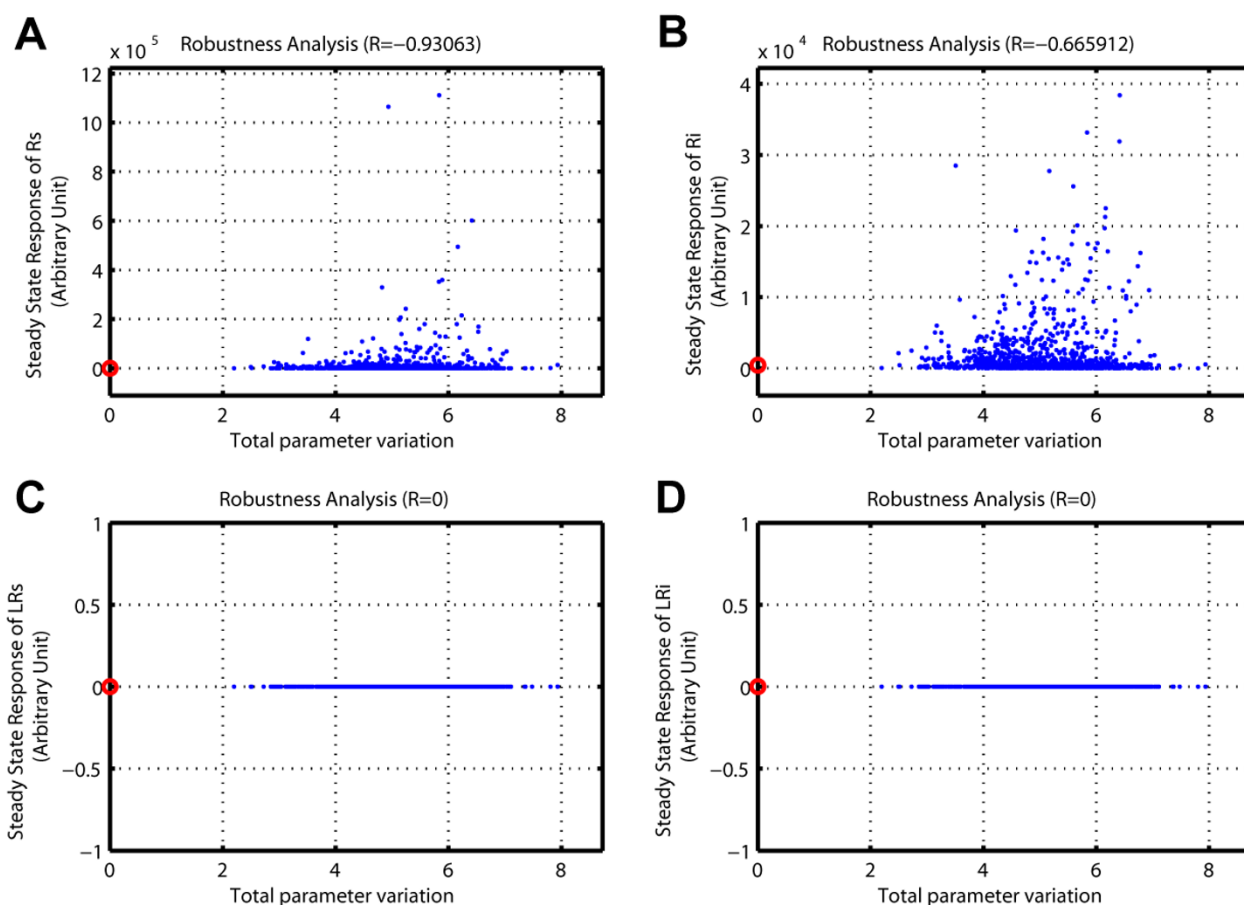 A
x 10 5
Robustness Analysis (R=−0.93063)
Steady State Response of Rs
(Arbitrary Unit)
12
10
8
6
4
2
0
0 2 4 6 8
Total parameter variation
B
x 10 4
Robustness Analysis (R=−0.665912)
Steady State Response of Ri
(Arbitrary Unit)
4
3
2
1
0
0 2 4 6 8
Total parameter variation
C
Robustness Analysis (R=0)
Steady State Response of LRs
(Arbitrary Unit)
1
0.5
0
−0.5
−1
0 2 4 6 8
Total parameter variation
D
Robustness Analysis (R=0)
Steady State Response of LRi
(Arbitrary Unit)
1
0.5
0
−0.5
−1
0 2 4 6 8
Total parameter variation